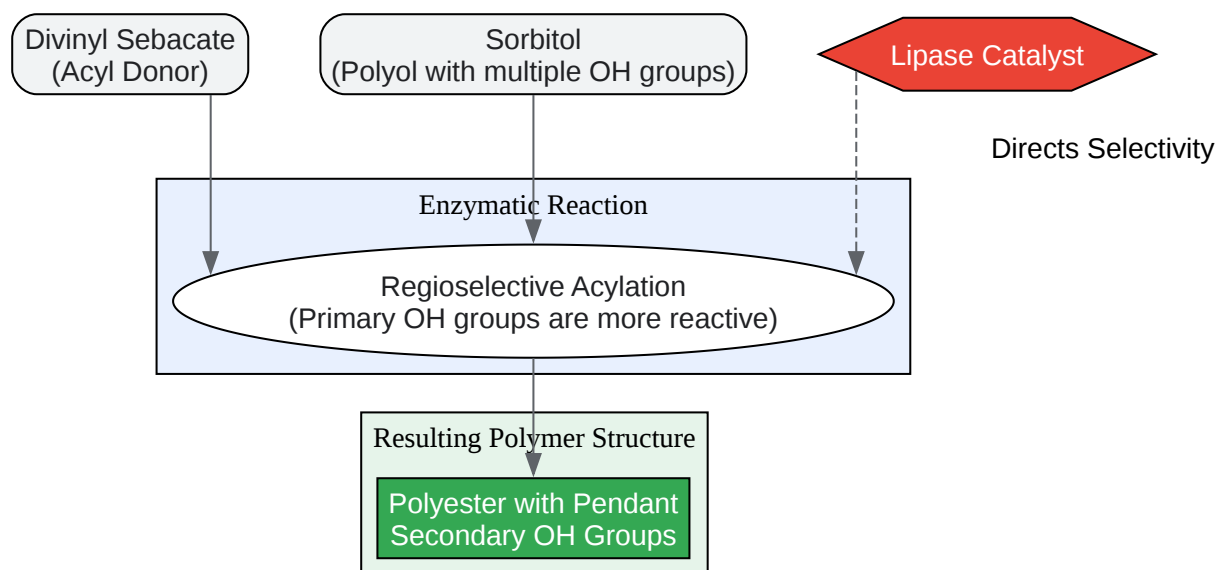 Divinyl Sebacate
(Acyl Donor)
Sorbitol
(Polyol with multiple OH groups)
Lipase Catalyst
Directs Selectivity
Enzymatic Reaction
Regioselective Acylation
(Primary OH groups are more reactive)
Resulting Polymer Structure
Polyester with Pendant
Secondary OH Groups